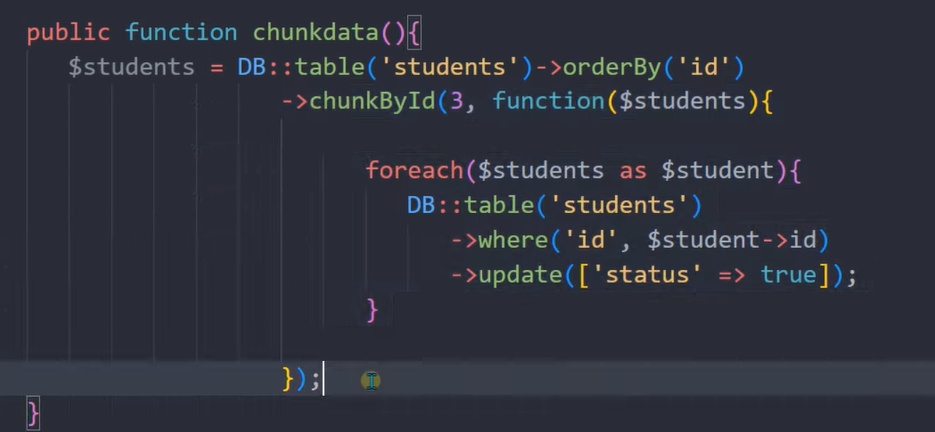 public function chunkdata(){
$students = DB::table('students')->orderBy('id')
->chunkById(3, function($students){
foreach($students as $student){
DB::table('students')
->where('id', $student->id)
->update(['status' => true]);
}
});
}